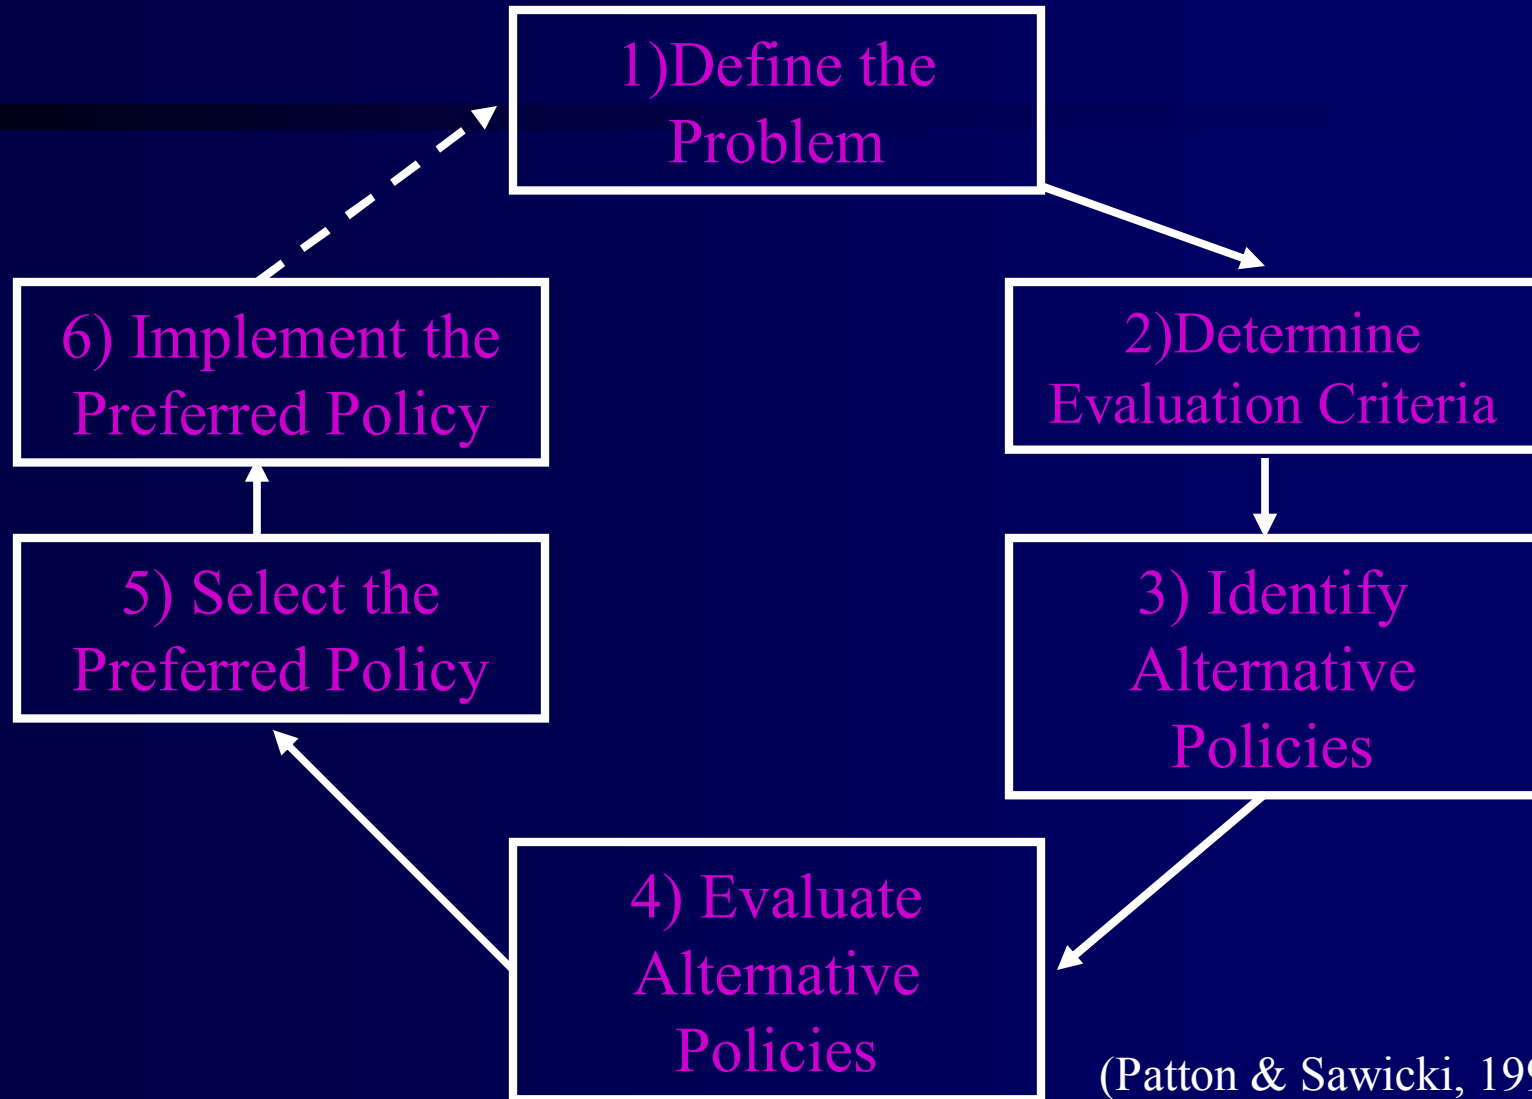 1)Define the
Problem
2)Determine
Evaluation Criteria
3) Identify
Alternative
Policies
4) Evaluate
Alternative
Policies
5) Select the
Preferred Policy
6) Implement the
Preferred Policy
(Patton & Sawicki,